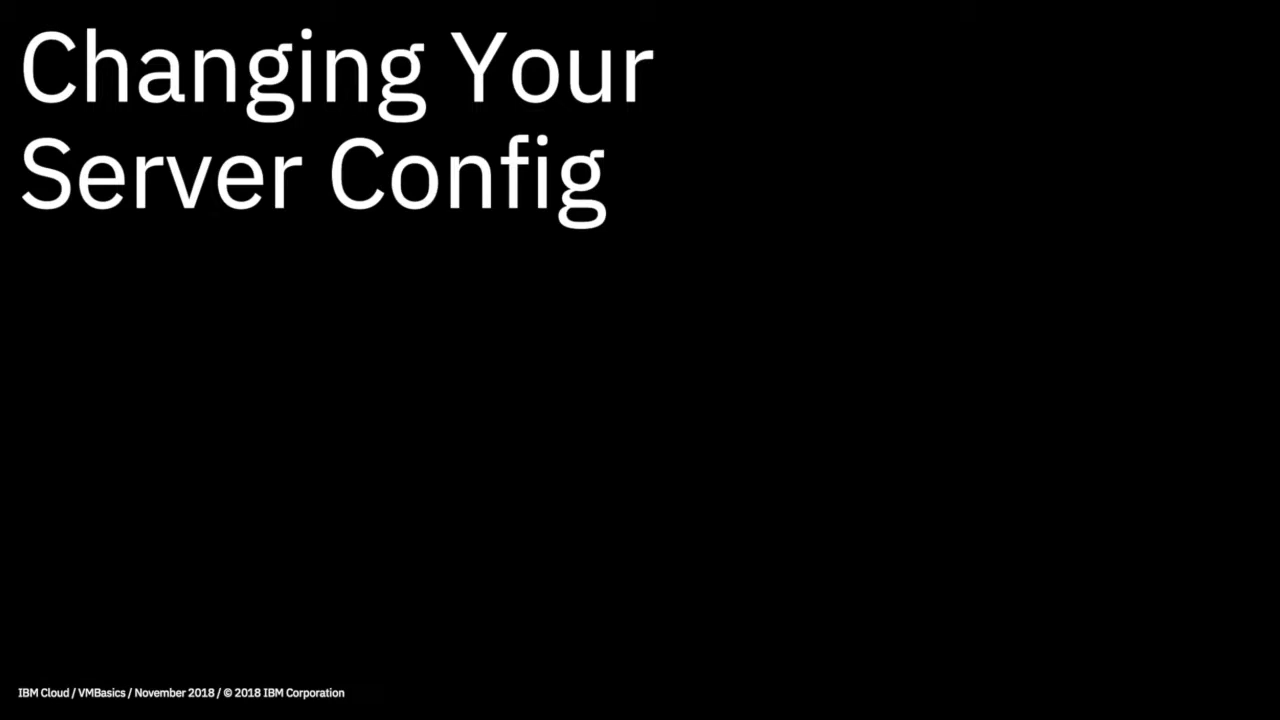 Changing Your
Server Config
IBM Cloud / VMBasics / November 2018 / © 2018 IBM Corporation